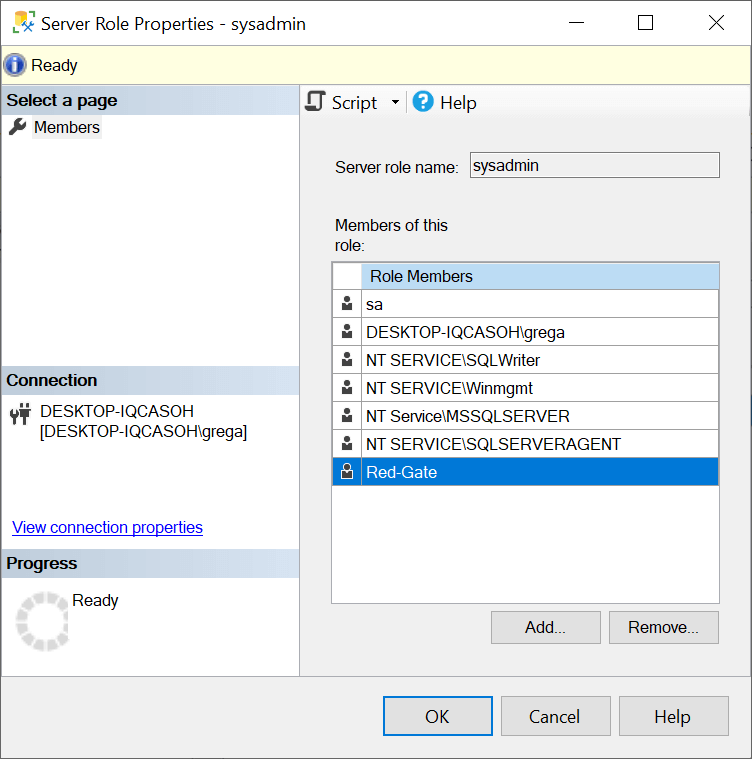 Server Role Properties - sysadmin
Ready
Select a page
Members
Script
Help
Server role name:
sysadmin
Members of this
role:
Role Members
sa
DESKTOP-IQCASOH\grega
NT SERVICE\SQLWriter
NT SERVICE\Winmgmt
NT Service\MSSQLSERVER
NT SERVICE\SQLSERVERAGENT
Red-Gate
Connection
DESKTOP-IQCASOH
[DESKTOP-IQCASOH\grega]
View connection properties
Progress
Ready
Add...
Remove...
OK
Cancel
Help